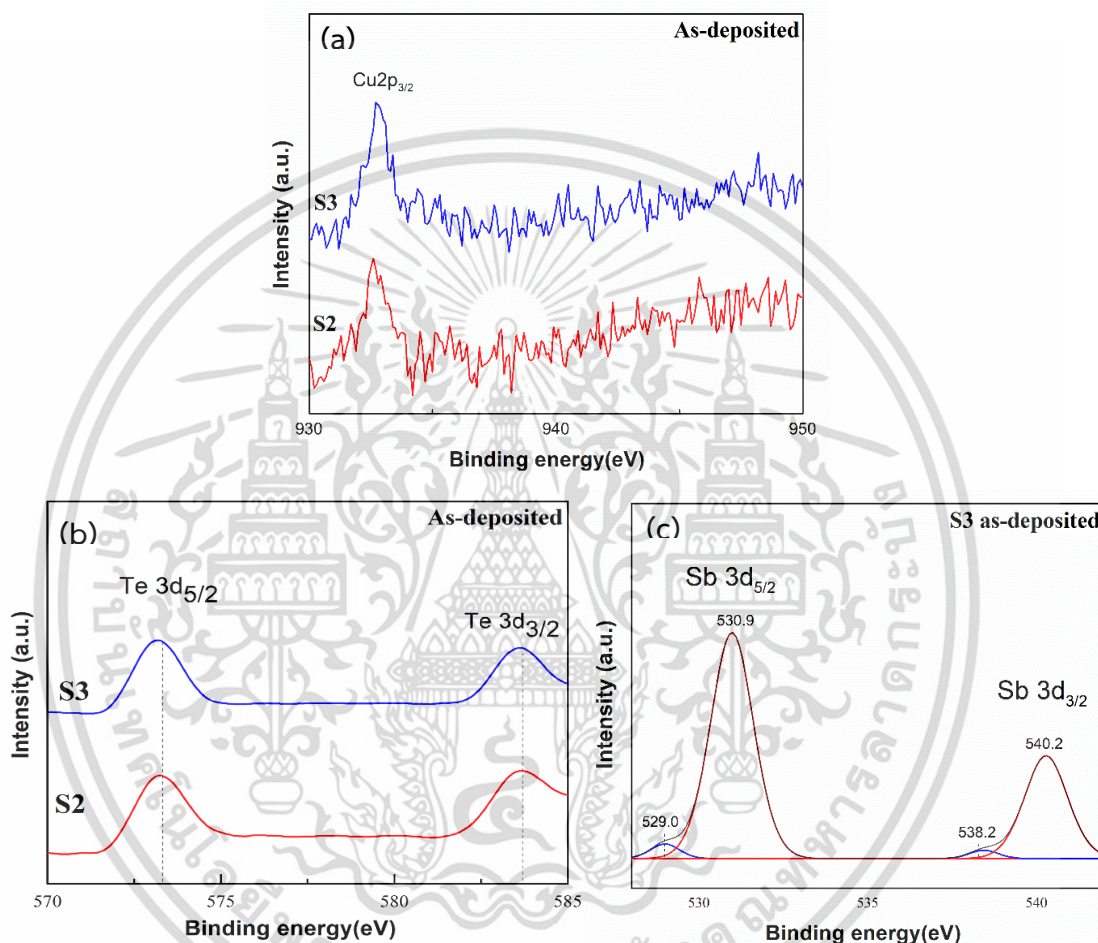 (a)
As-deposited
Cu2p3/2
S3
S2
Intensity (a.u.)
930
940
950
Binding energy(eV)
(b)
As-deposited
Te 3d5/2
Te 3d3/2
S3
S2
Intensity (a.u.)
570
575
580
585
Binding energy(eV)
(c)
S3 as-deposited
Sb 3d5/2
530.9
Sb 3d3/2
540.2
529.0
538.2
Intensity (a.u.)
530
535
540
Binding energy(eV)